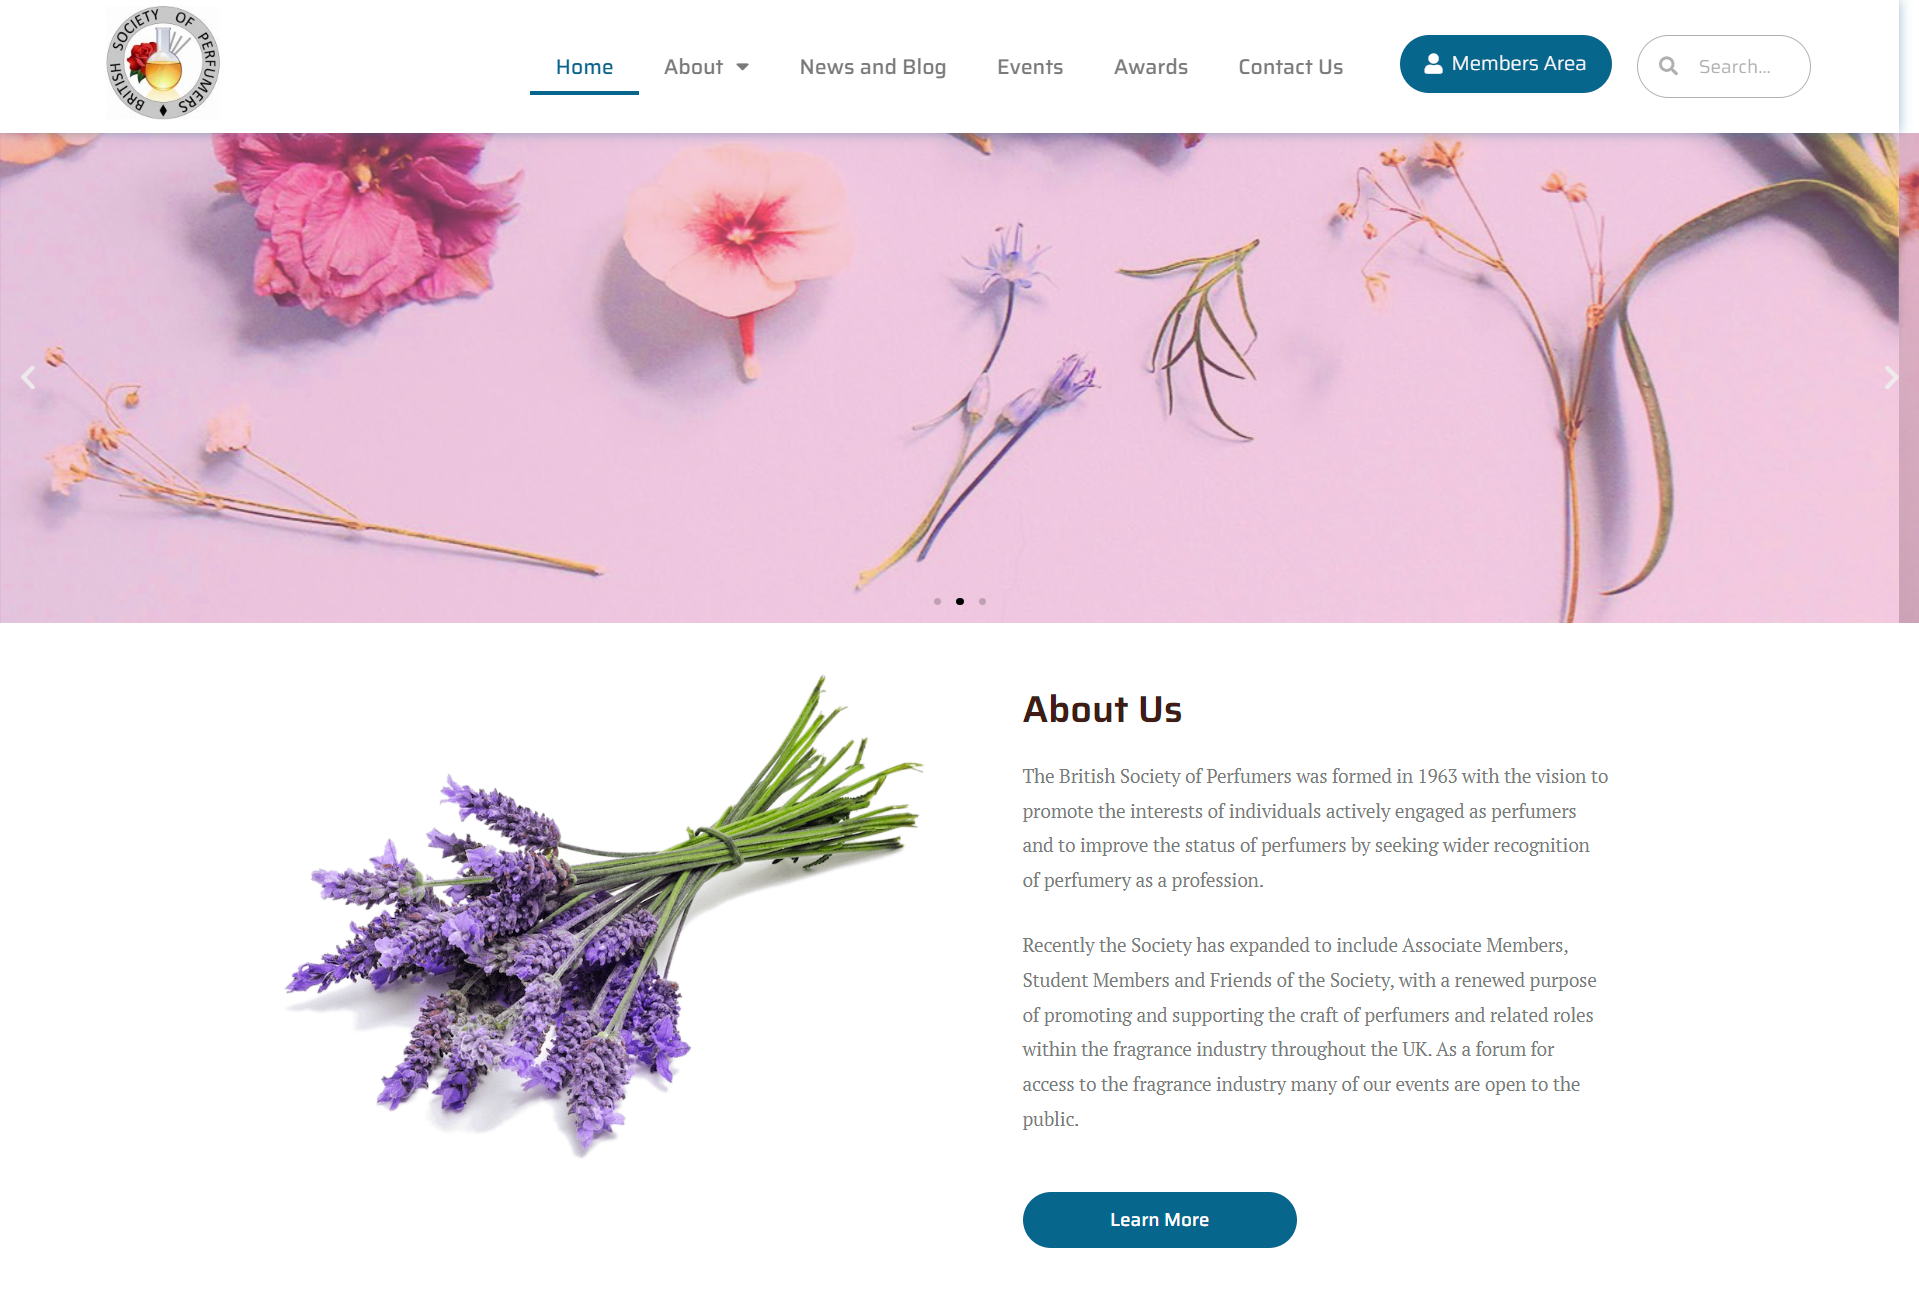 BRITISH SOCIETY OF PERFUMERS
Home
About
News and Blog
Events
Awards
Contact Us
Members Area
Search...
About Us
The British Society of Perfumers was formed in 1963 with the vision to
promote the interests of individuals actively engaged as perfumers
and to improve the status of perfumers by seeking wider recognition
of perfumery as a profession.
Recently the Society has expanded to include Associate Members,
Student Members and Friends of the Society, with a renewed purpose
of promoting and supporting the craft of perfumers and related roles
within the fragrance industry throughout the UK. As a forum for
access to the fragrance industry many of our events are open to the
public.
Learn More